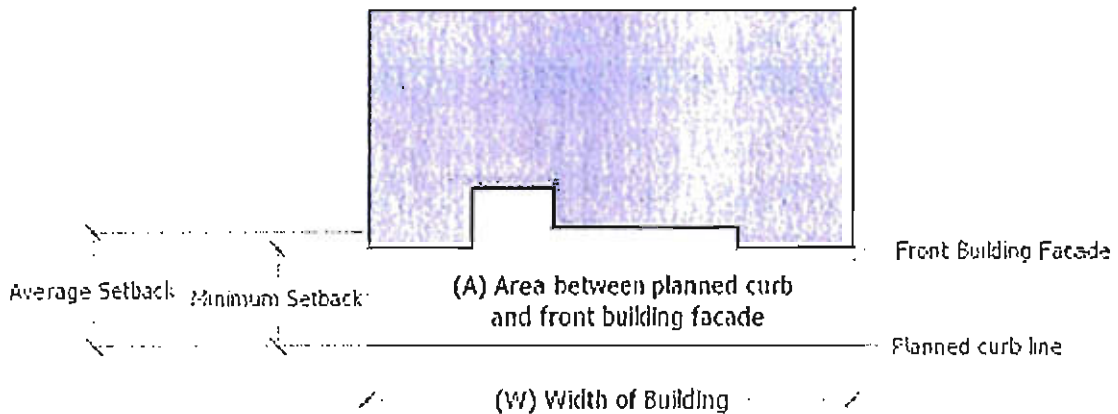 Front Building Facade
Average Setback
Minimum Setback
(A) Area between planned curb
and front building facade
Planned curb line
(W) Width of Building